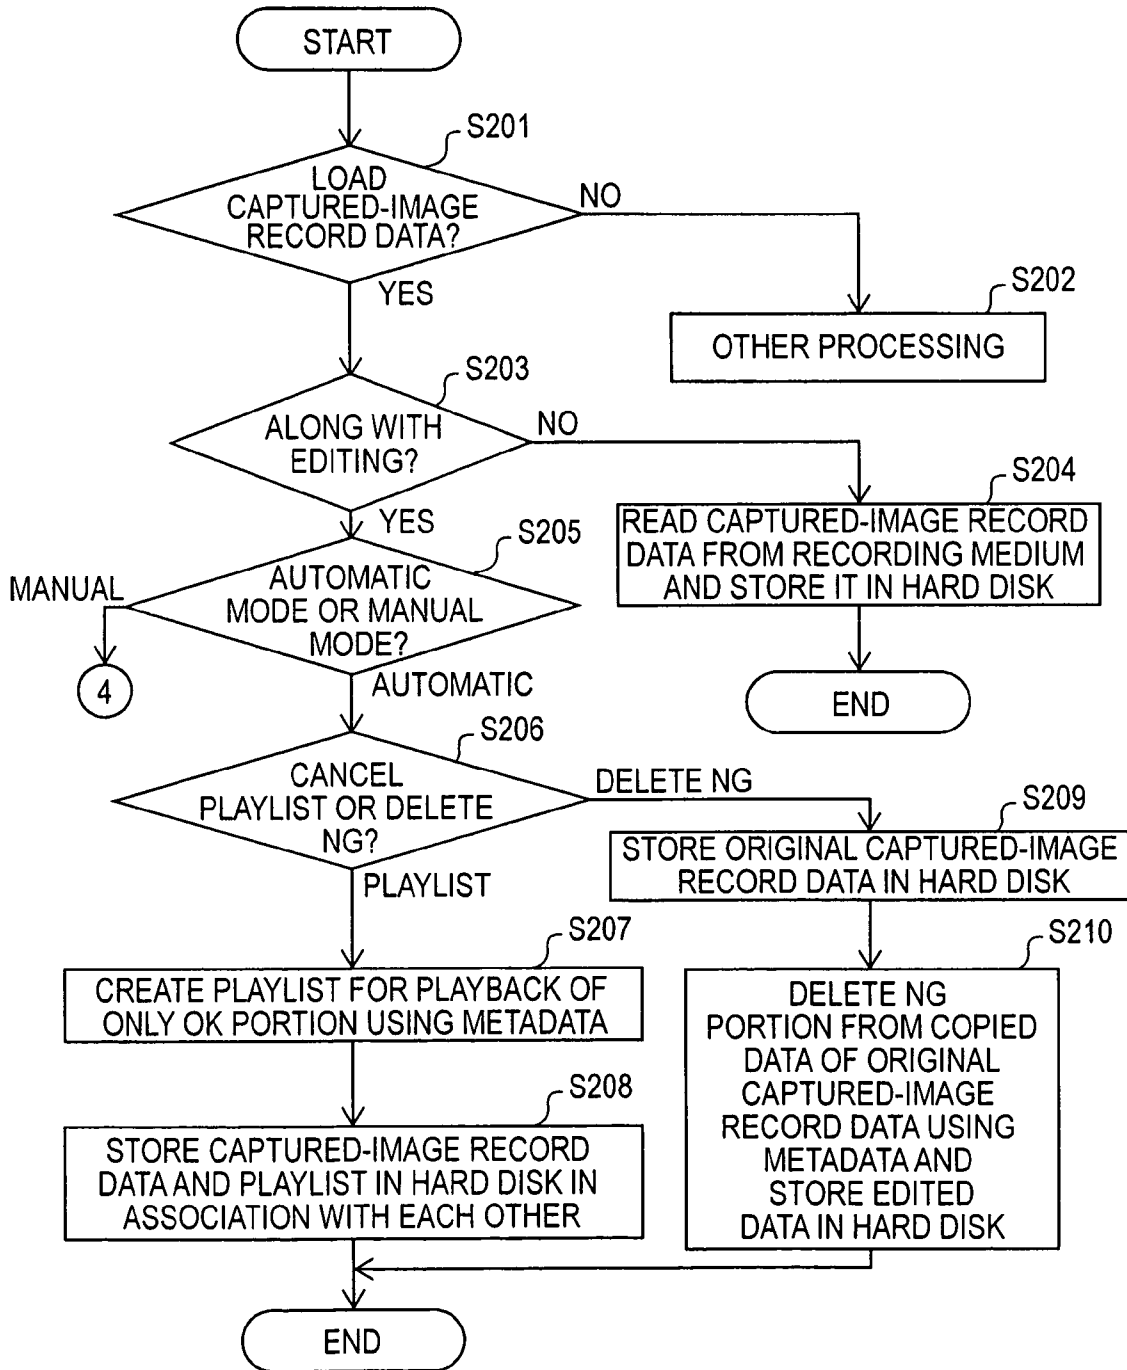 START
S201
LOAD
CAPTURED-IMAGE
RECORD DATA?
NO
YES
S202
OTHER PROCESSING
S203
ALONG WITH
EDITING?
NO
YES
S204
READ CAPTURED-IMAGE RECORD
DATA FROM RECORDING MEDIUM
AND STORE IT IN HARD DISK
END
S205
AUTOMATIC
MODE OR MANUAL
MODE?
MANUAL
4
AUTOMATIC
S206
CANCEL
PLAYLIST OR DELETE
NG?
DELETE NG
PLAYLIST
S209
STORE ORIGINAL CAPTURED-IMAGE
RECORD DATA IN HARD DISK
S207
CREATE PLAYLIST FOR PLAYBACK OF
ONLY OK PORTION USING METADATA
S210
DELETE NG
PORTION FROM COPIED
DATA OF ORIGINAL
CAPTURED-IMAGE
RECORD DATA USING
METADATA AND
STORE EDITED
DATA IN HARD DISK
S208
STORE CAPTURED-IMAGE RECORD
DATA AND PLAYLIST IN HARD DISK IN
ASSOCIATION WITH EACH OTHER
END